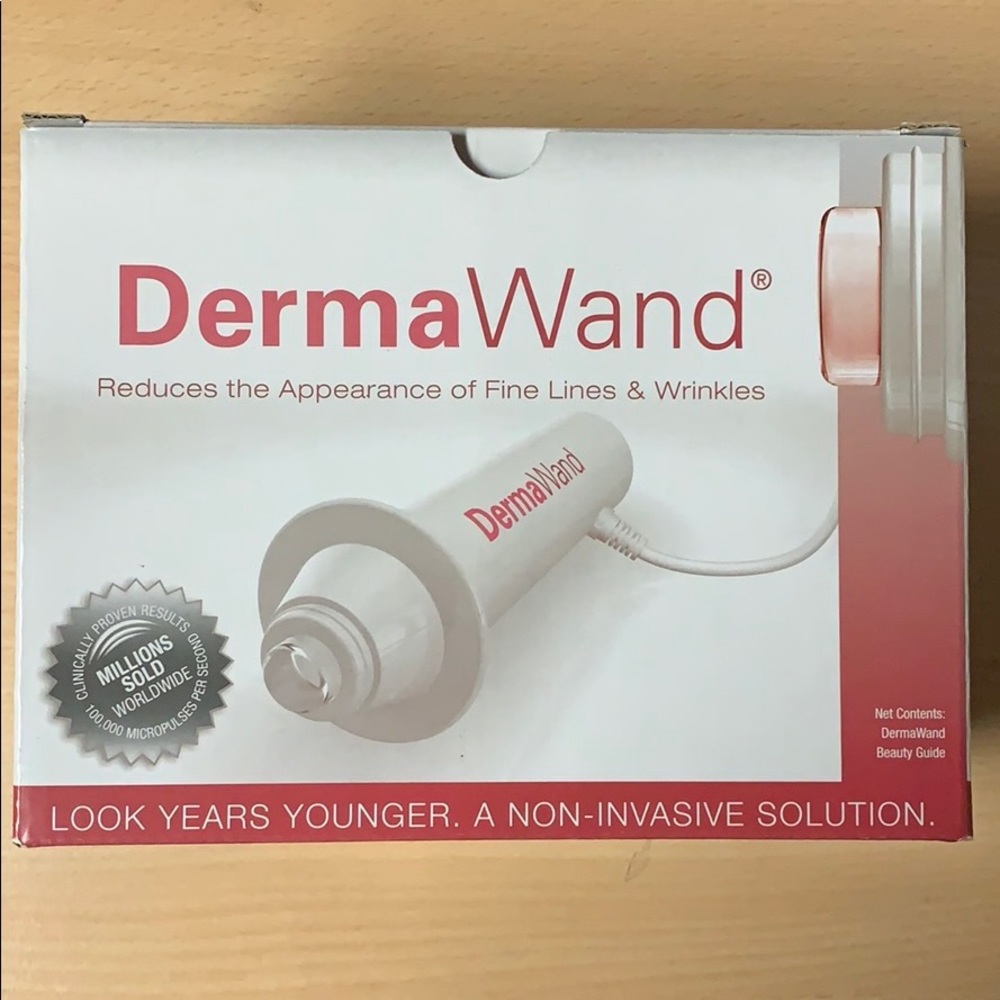 DermaWand®
Reduces the Appearance of Fine Lines & Wrinkles
DermaWand
CLINICALLY PROVEN RESULTS
MILLIONS
SOLD
WORLDWIDE
100,000 MICROPULSES PER SECOND
Net Contents:
DermaWand
Beauty Guide
LOOK YEARS YOUNGER. A NON-INVASIVE SOLUTION.